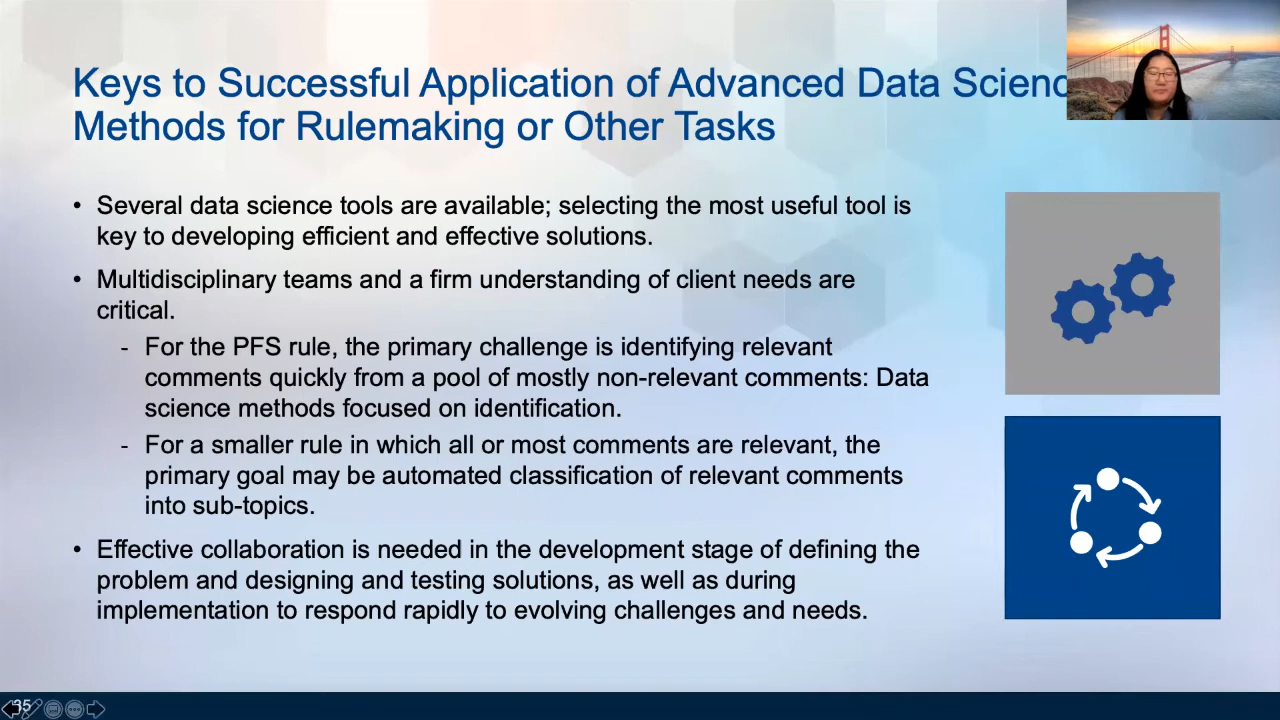 Keys to Successful Application of Advanced Data Scienc
Methods for Rulemaking or Other Tasks
• Several data science tools are available; selecting the most useful tool is
key to developing efficient and effective solutions.
• Multidisciplinary teams and a firm understanding of client needs are
critical.
- For the PFS rule, the primary challenge is identifying relevant
comments quickly from a pool of mostly non-relevant comments: Data
science methods focused on identification.
- For a smaller rule in which all or most comments are relevant, the
primary goal may be automated classification of relevant comments
into sub-topics.
• Effective collaboration is needed in the development stage of defining the
problem and designing and testing solutions, as well as during
implementation to respond rapidly to evolving challenges and needs.
35